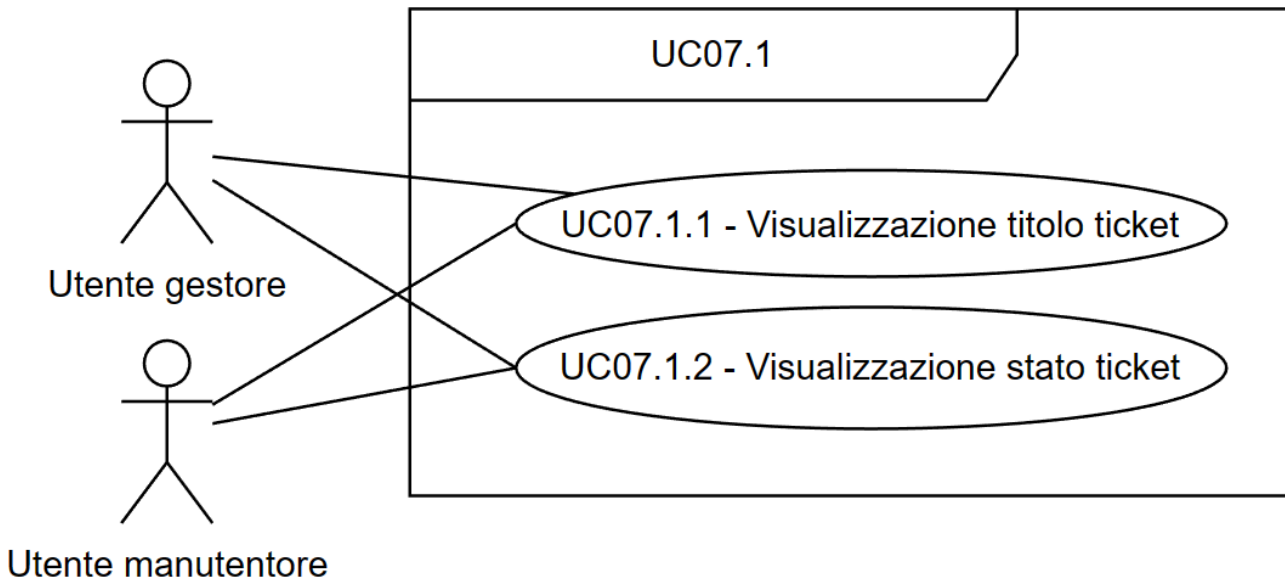 UC07.1
UC07.1.1 - Visualizzazione titolo ticket
Utente gestore
UC07.1.2 - Visualizzazione stato ticket
Utente manutentore